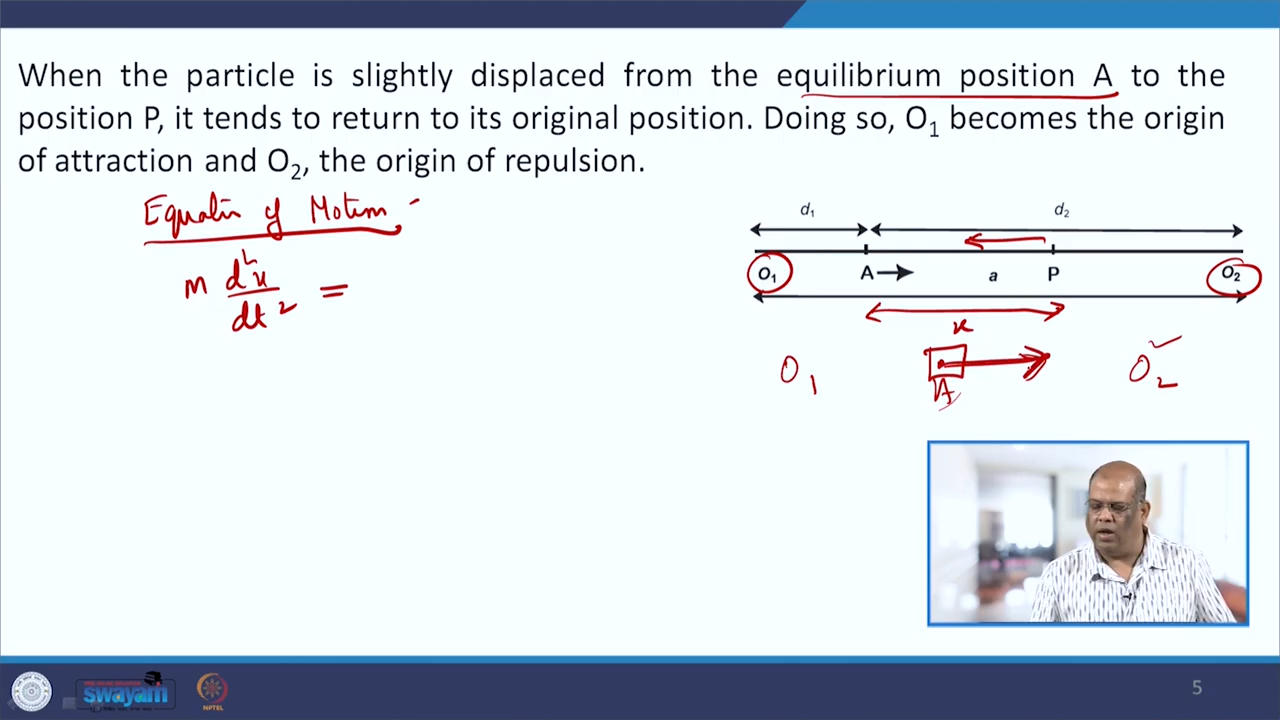 When the particle is slightly displaced from the equilibrium position A to the
position P, it tends to return to its original position. Doing so, O₁ becomes the origin
of attraction and O₂, the origin of repulsion.
Equatin of Motion
m d²x/dt² =
d₁ d₂
O₁ A a P O₂
x
O₁ A O₂
swayam NPTEL 5